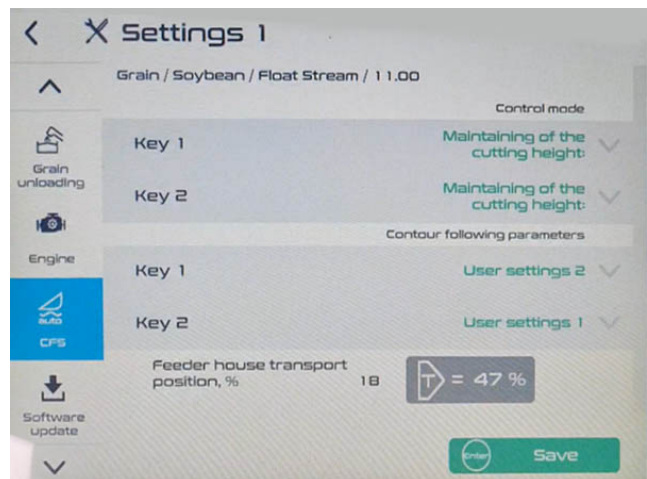 Settings 1
Grain / Soybean / Float Stream / 11.00
Control mode
Key 1
Maintaining of the
cutting height:
Key 2
Maintaining of the
cutting height:
Contour following parameters
Key 1
User settings 2
Key 2
User settings 1
Feeder house transport
position, %
18
T = 47 %
Enter
Save
Grain
unloading
Engine
auto
CFS
Software
update